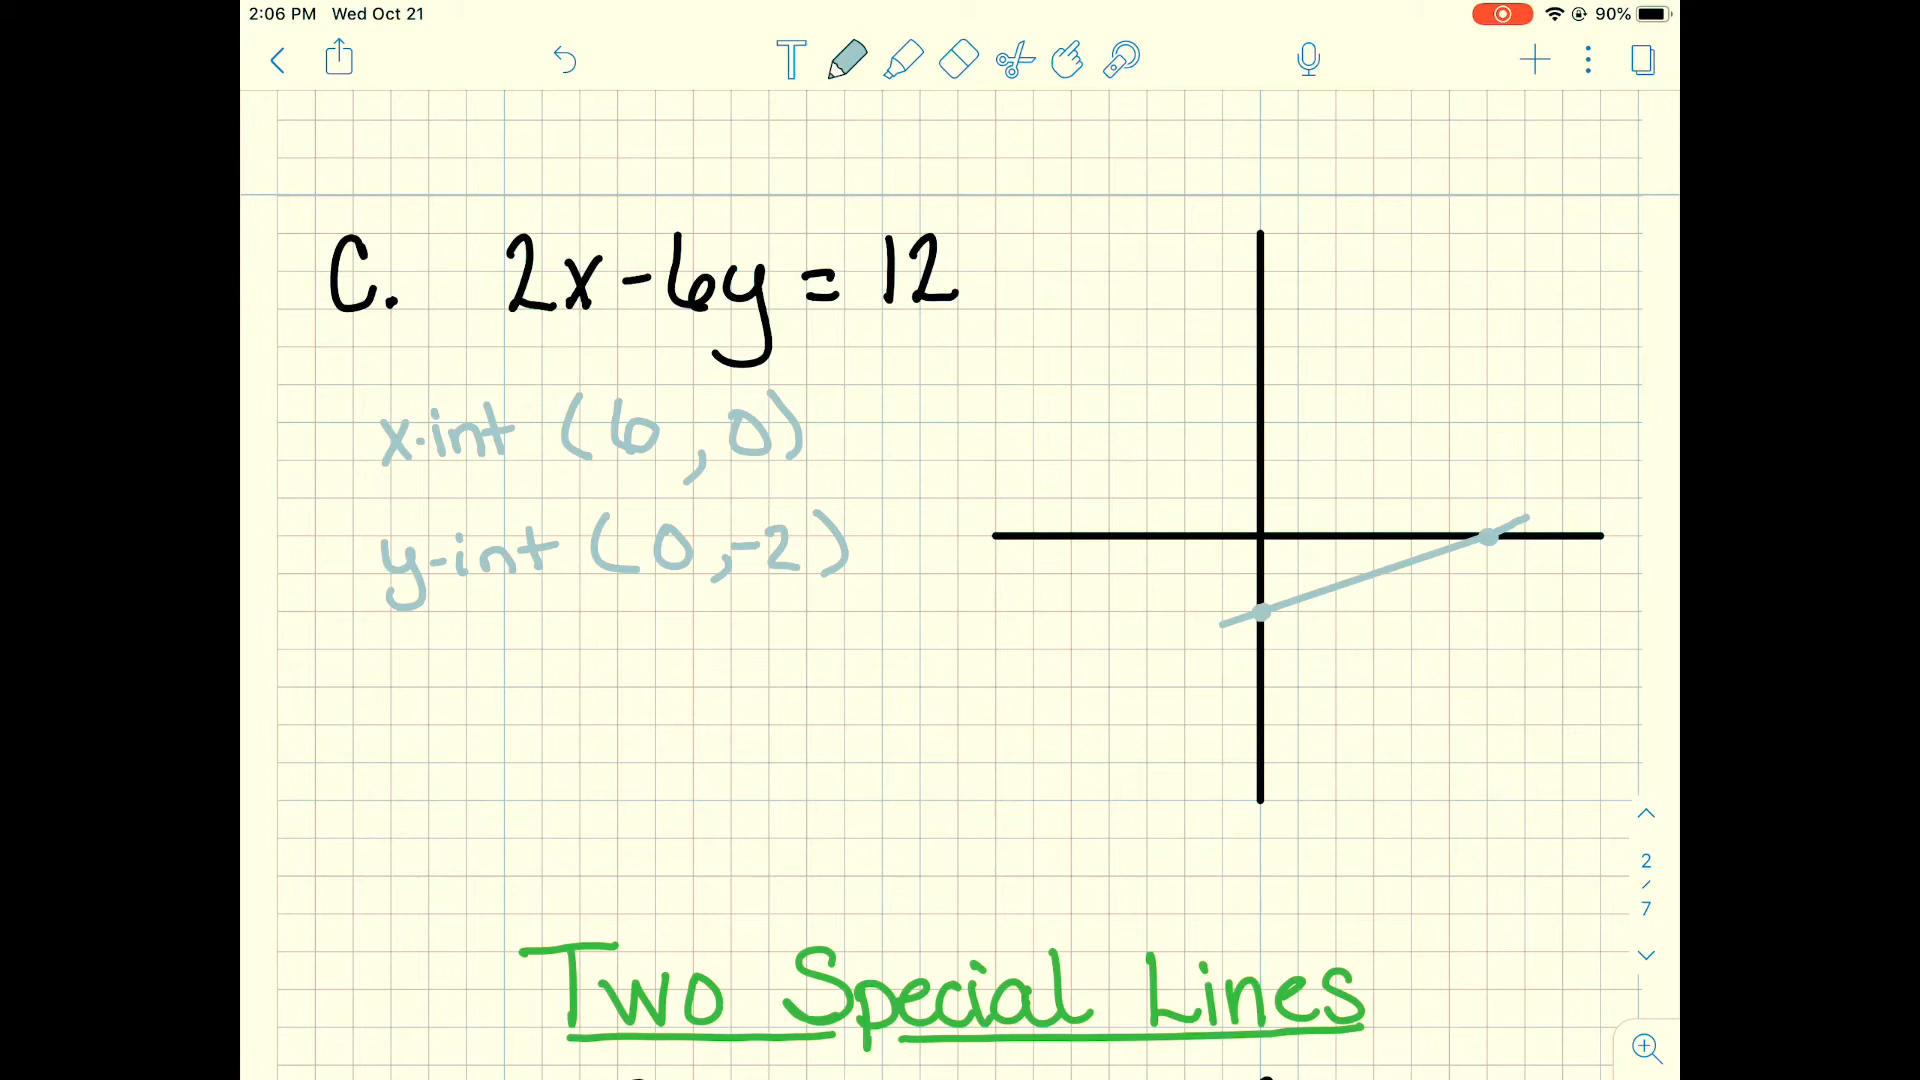 2:06 PM Wed Oct 21 90%
T
C. 2x-6y=12
x-int (6,0)
y-int (0,-2)
2
/
7
Two Special Lines